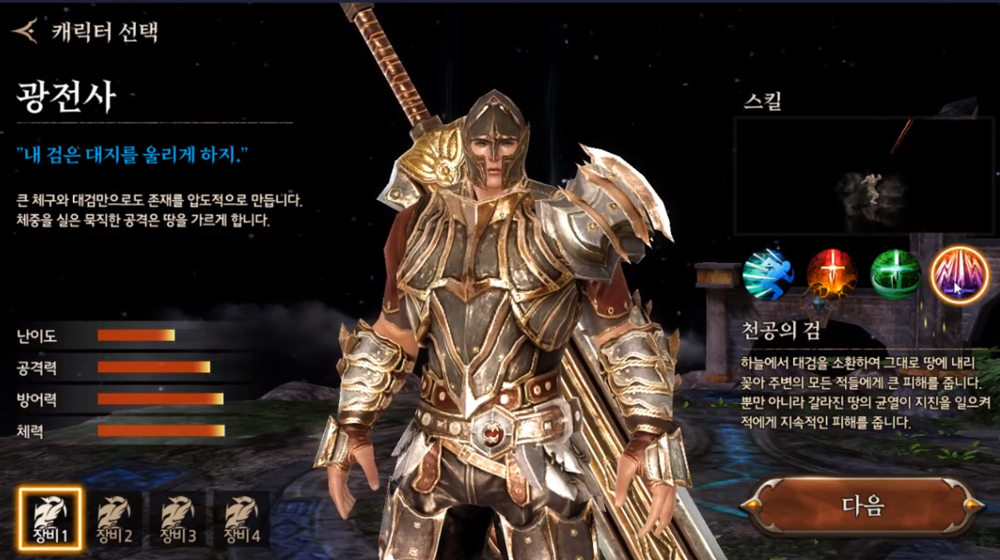 캐릭터 선택
광전사
"내 검은 대지를 울리게 하지."
큰 체구와 대검만으로도 존재를 압도적으로 만듭니다.
체중을 실은 묵직한 공격은 땅을 가르게 합니다.
난이도
공격력
방어력
체력
장비1
장비2
장비3
장비4
스킬
천공의 검
하늘에서 대검을 소환하여 그대로 땅에 내리
꽂아 주변의 모든 적들에게 큰 피해를 줍니다.
뿐만 아니라 갈라진 땅의 균열이 지진을 일으켜
적에게 지속적인 피해를 줍니다.
다음